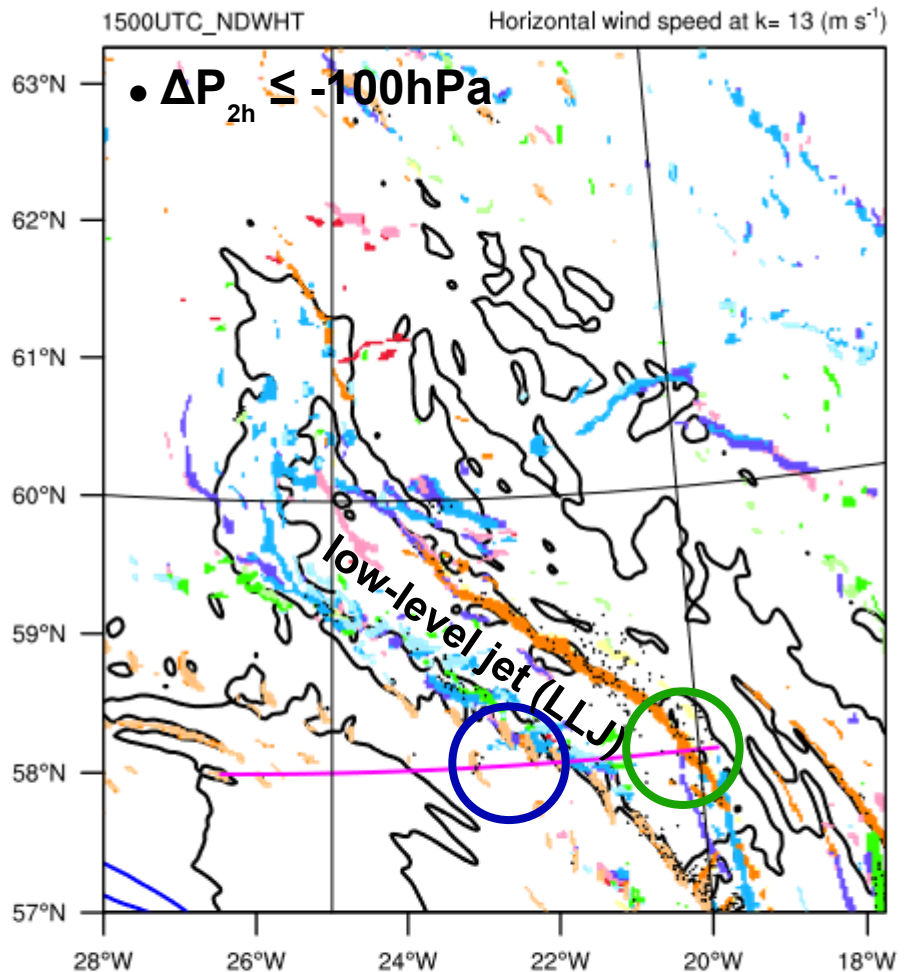 1500UTC_NDWHT
Horizontal wind speed at k= 13 (m s⁻¹)
• ΔP₂ₕ ≤ -100hPa
63°N
62°N
61°N
60°N
59°N
58°N
57°N
low-level jet (LLJ)
28°W 26°W 24°W 22°W 20°W 18°W